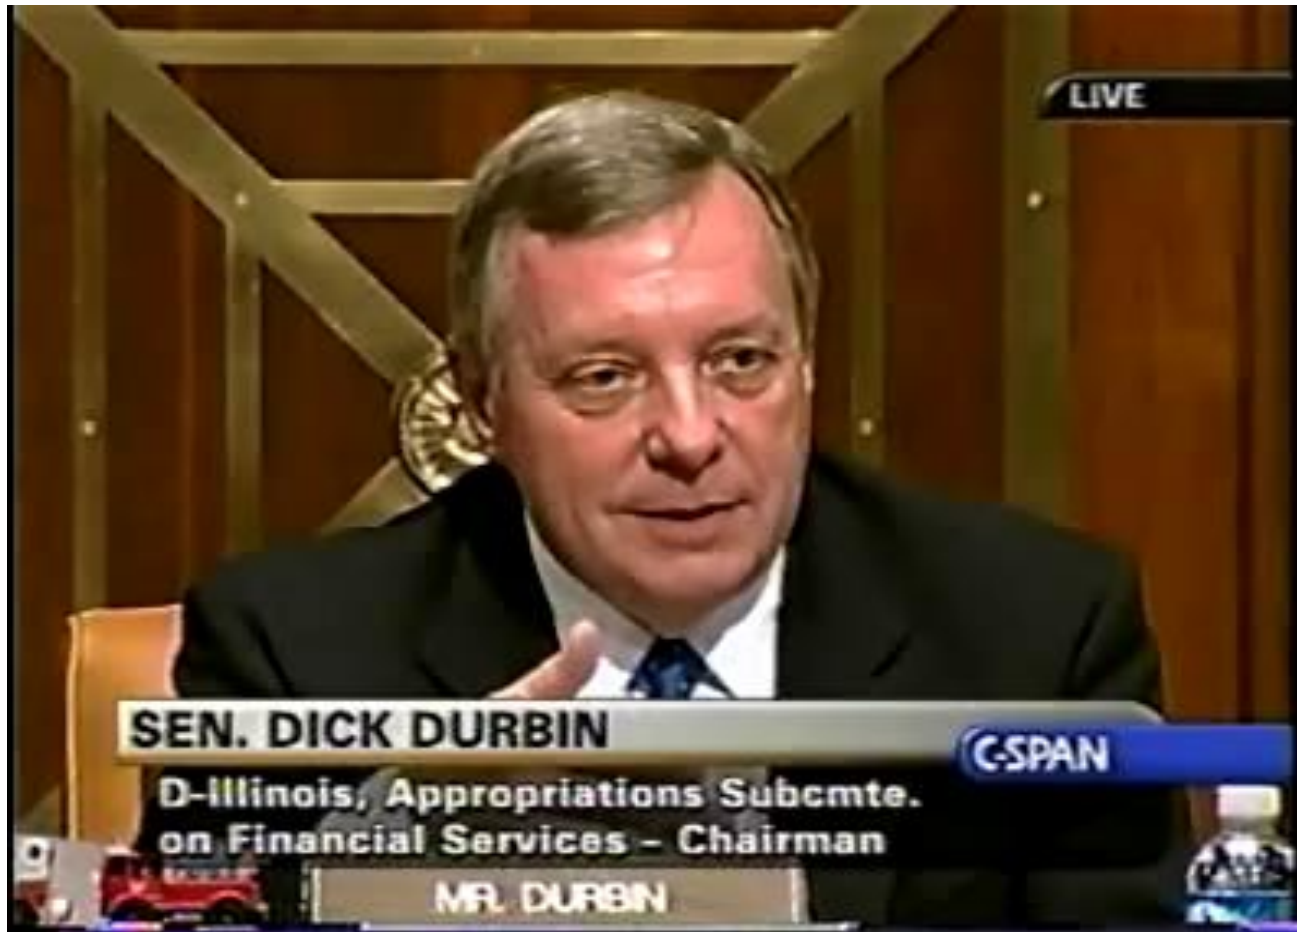 LIVE
SEN. DICK DURBIN
C-SPAN
D-Illinois, Appropriations Subcmte.
on Financial Services - Chairman
MR. DURBIN